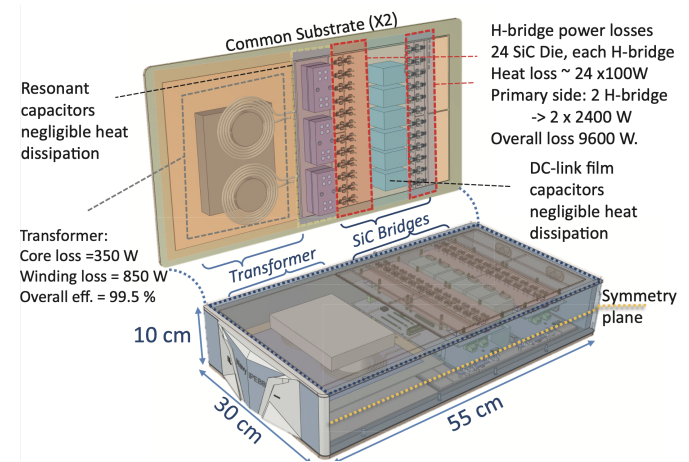 Common Substrate (X2)
H-bridge power losses
24 SiC Die, each H-bridge
Heat loss ~ 24 x100W
Primary side: 2 H-bridge
-> 2 x 2400 W
Overall loss 9600 W.
Resonant
capacitors
negligible heat
dissipation
DC-link film
capacitors
negligible heat
dissipation
Transformer:
Core loss =350 W
Winding loss = 850 W
Overall eff. = 99.5 %
Transformer
SiC Bridges
Symmetry
plane
10 cm
30 cm
55 cm